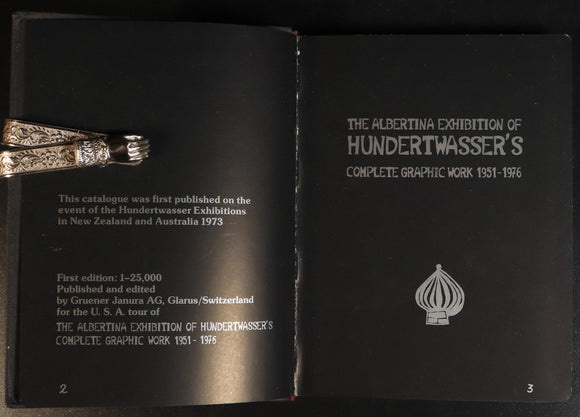 This catalogue was first published on the
event of the Hundertwasser Exhibitions
in New Zealand and Australia 1973
First edition: 1–25,000
Published and edited
by Gruener Janura AG, Glarus/Switzerland
for the U. S. A. tour of
THE ALBERTINA EXHIBITION OF HUNDERTWASSER'S
COMPLETE GRAPHIC WORK 1951 - 1976
2
THE ALBERTINA EXHIBITION OF
HUNDERTWASSER'S
COMPLETE GRAPHIC WORK 1951-1976
3